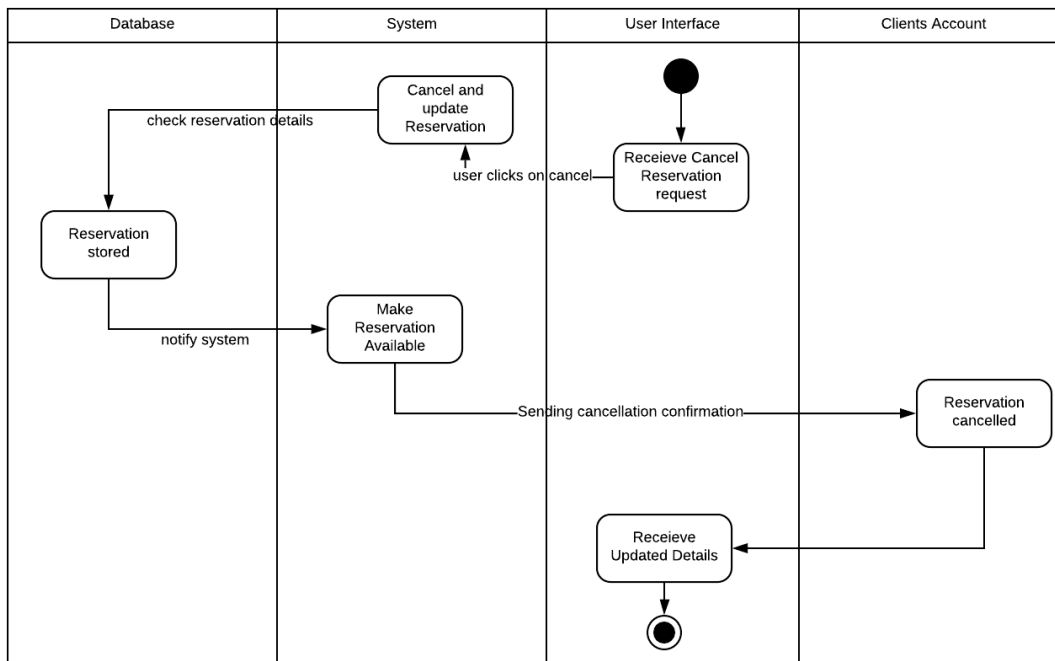 Database
System
User Interface
Clients Account
Cancel and
update
Reservation
check reservation details
Receieve Cancel
Reservation
request
user clicks on cancel
Reservation
stored
Make
Reservation
Available
notify system
Sending cancellation confirmation
Reservation
cancelled
Receieve
Updated Details